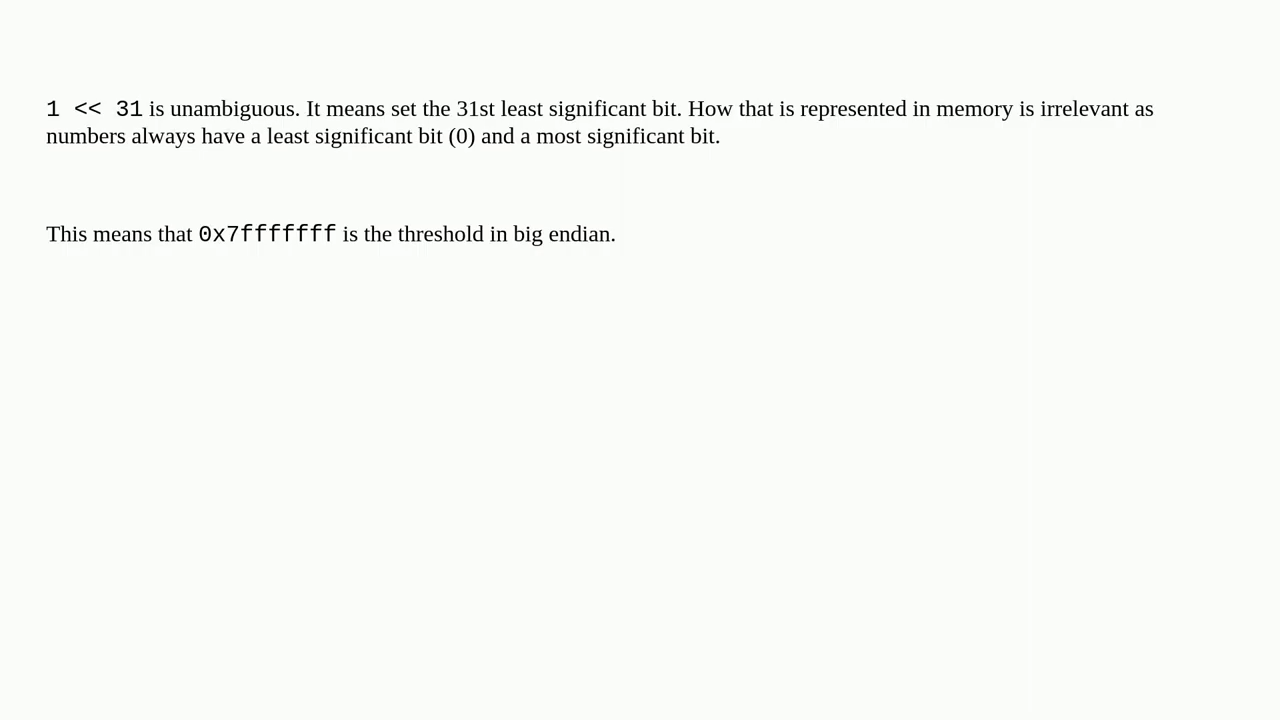 1 << 31 is unambiguous. It means set the 31st least significant bit. How that is represented in memory is irrelevant as
numbers always have a least significant bit (0) and a most significant bit.
This means that 0x7fffffff is the threshold in big endian.